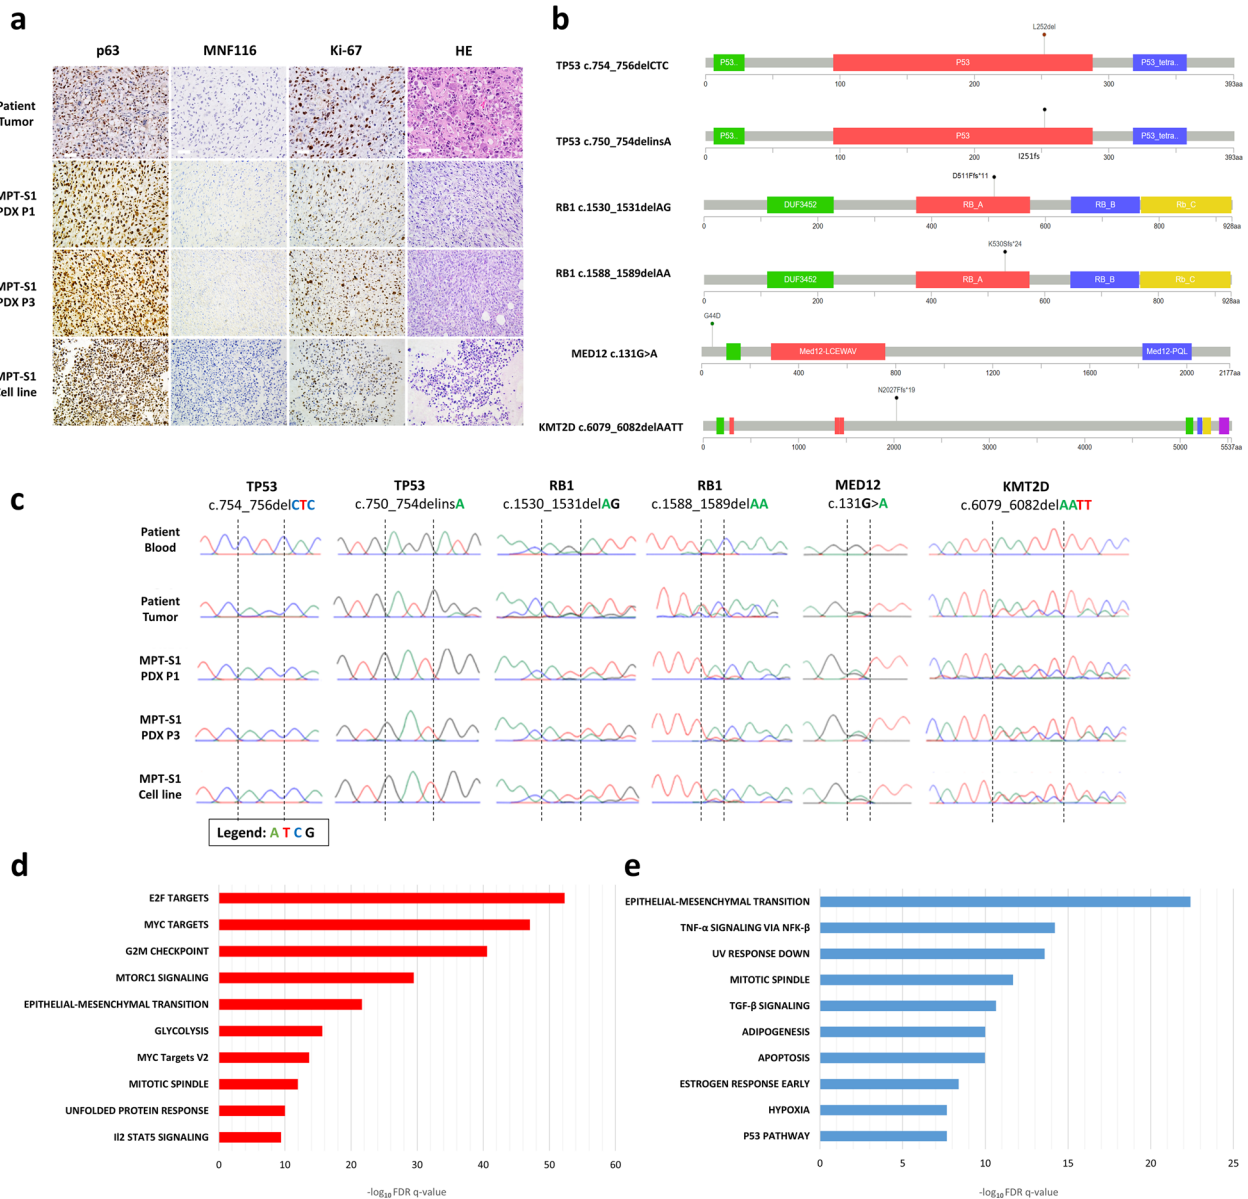 a
p63 MNF116 Ki-67 HE
Patient
Tumor
MPT-S1
PDX P1
MPT-S1
PDX P3
MPT-S1
Cell line
b
L252del
TP53 c.754_756delCTC
P53.. P53 P53_tetra..
0 100 200 300 393aa
TP53 c.750_754delinsA
P53.. P53 P53_tetra..
0 100 200 I251fs 300 393aa
D511Ffs*11
RB1 c.1530_1531delAG
DUF3452 RB_A RB_B Rb_C
0 200 400 600 800 928aa
K530Sfs*24
RB1 c.1588_1589delAA
DUF3452 RB_A RB_B Rb_C
0 200 400 600 800 928aa
G44D
MED12 c.131G>A
Med12-LCEWAV Med12-PQL
0 400 800 1200 1600 2000 2177aa
N2027Ffs*19
KMT2D c.6079_6082delAATT
0 1000 2000 3000 4000 5000 5537aa
c
TP53 TP53 RB1 RB1 MED12 KMT2D
c.754_756delCTC c.750_754delinsA c.1530_1531delAG c.1588_1589delAA c.131G>A c.6079_6082delAATT
Patient
Blood
Patient
Tumor
MPT-S1
PDX P1
MPT-S1
PDX P3
MPT-S1
Cell line
Legend: A T C G
d
E2F TARGETS
MYC TARGETS
G2M CHECKPOINT
MTORC1 SIGNALING
EPITHELIAL-MESENCHYMAL TRANSITION
GLYCOLYSIS
MYC Targets V2
MITOTIC SPINDLE
UNFOLDED PROTEIN RESPONSE
Il2 STAT5 SIGNALING
0 10 20 30 40 50 60
-log₁₀ FDR q-value
e
EPITHELIAL-MESENCHYMAL TRANSITION
TNF-α SIGNALING VIA NFK-β
UV RESPONSE DOWN
MITOTIC SPINDLE
TGF-β SIGNALING
ADIPOGENESIS
APOPTOSIS
ESTROGEN RESPONSE EARLY
HYPOXIA
P53 PATHWAY
0 5 10 15 20 25
-log₁₀ FDR q-value